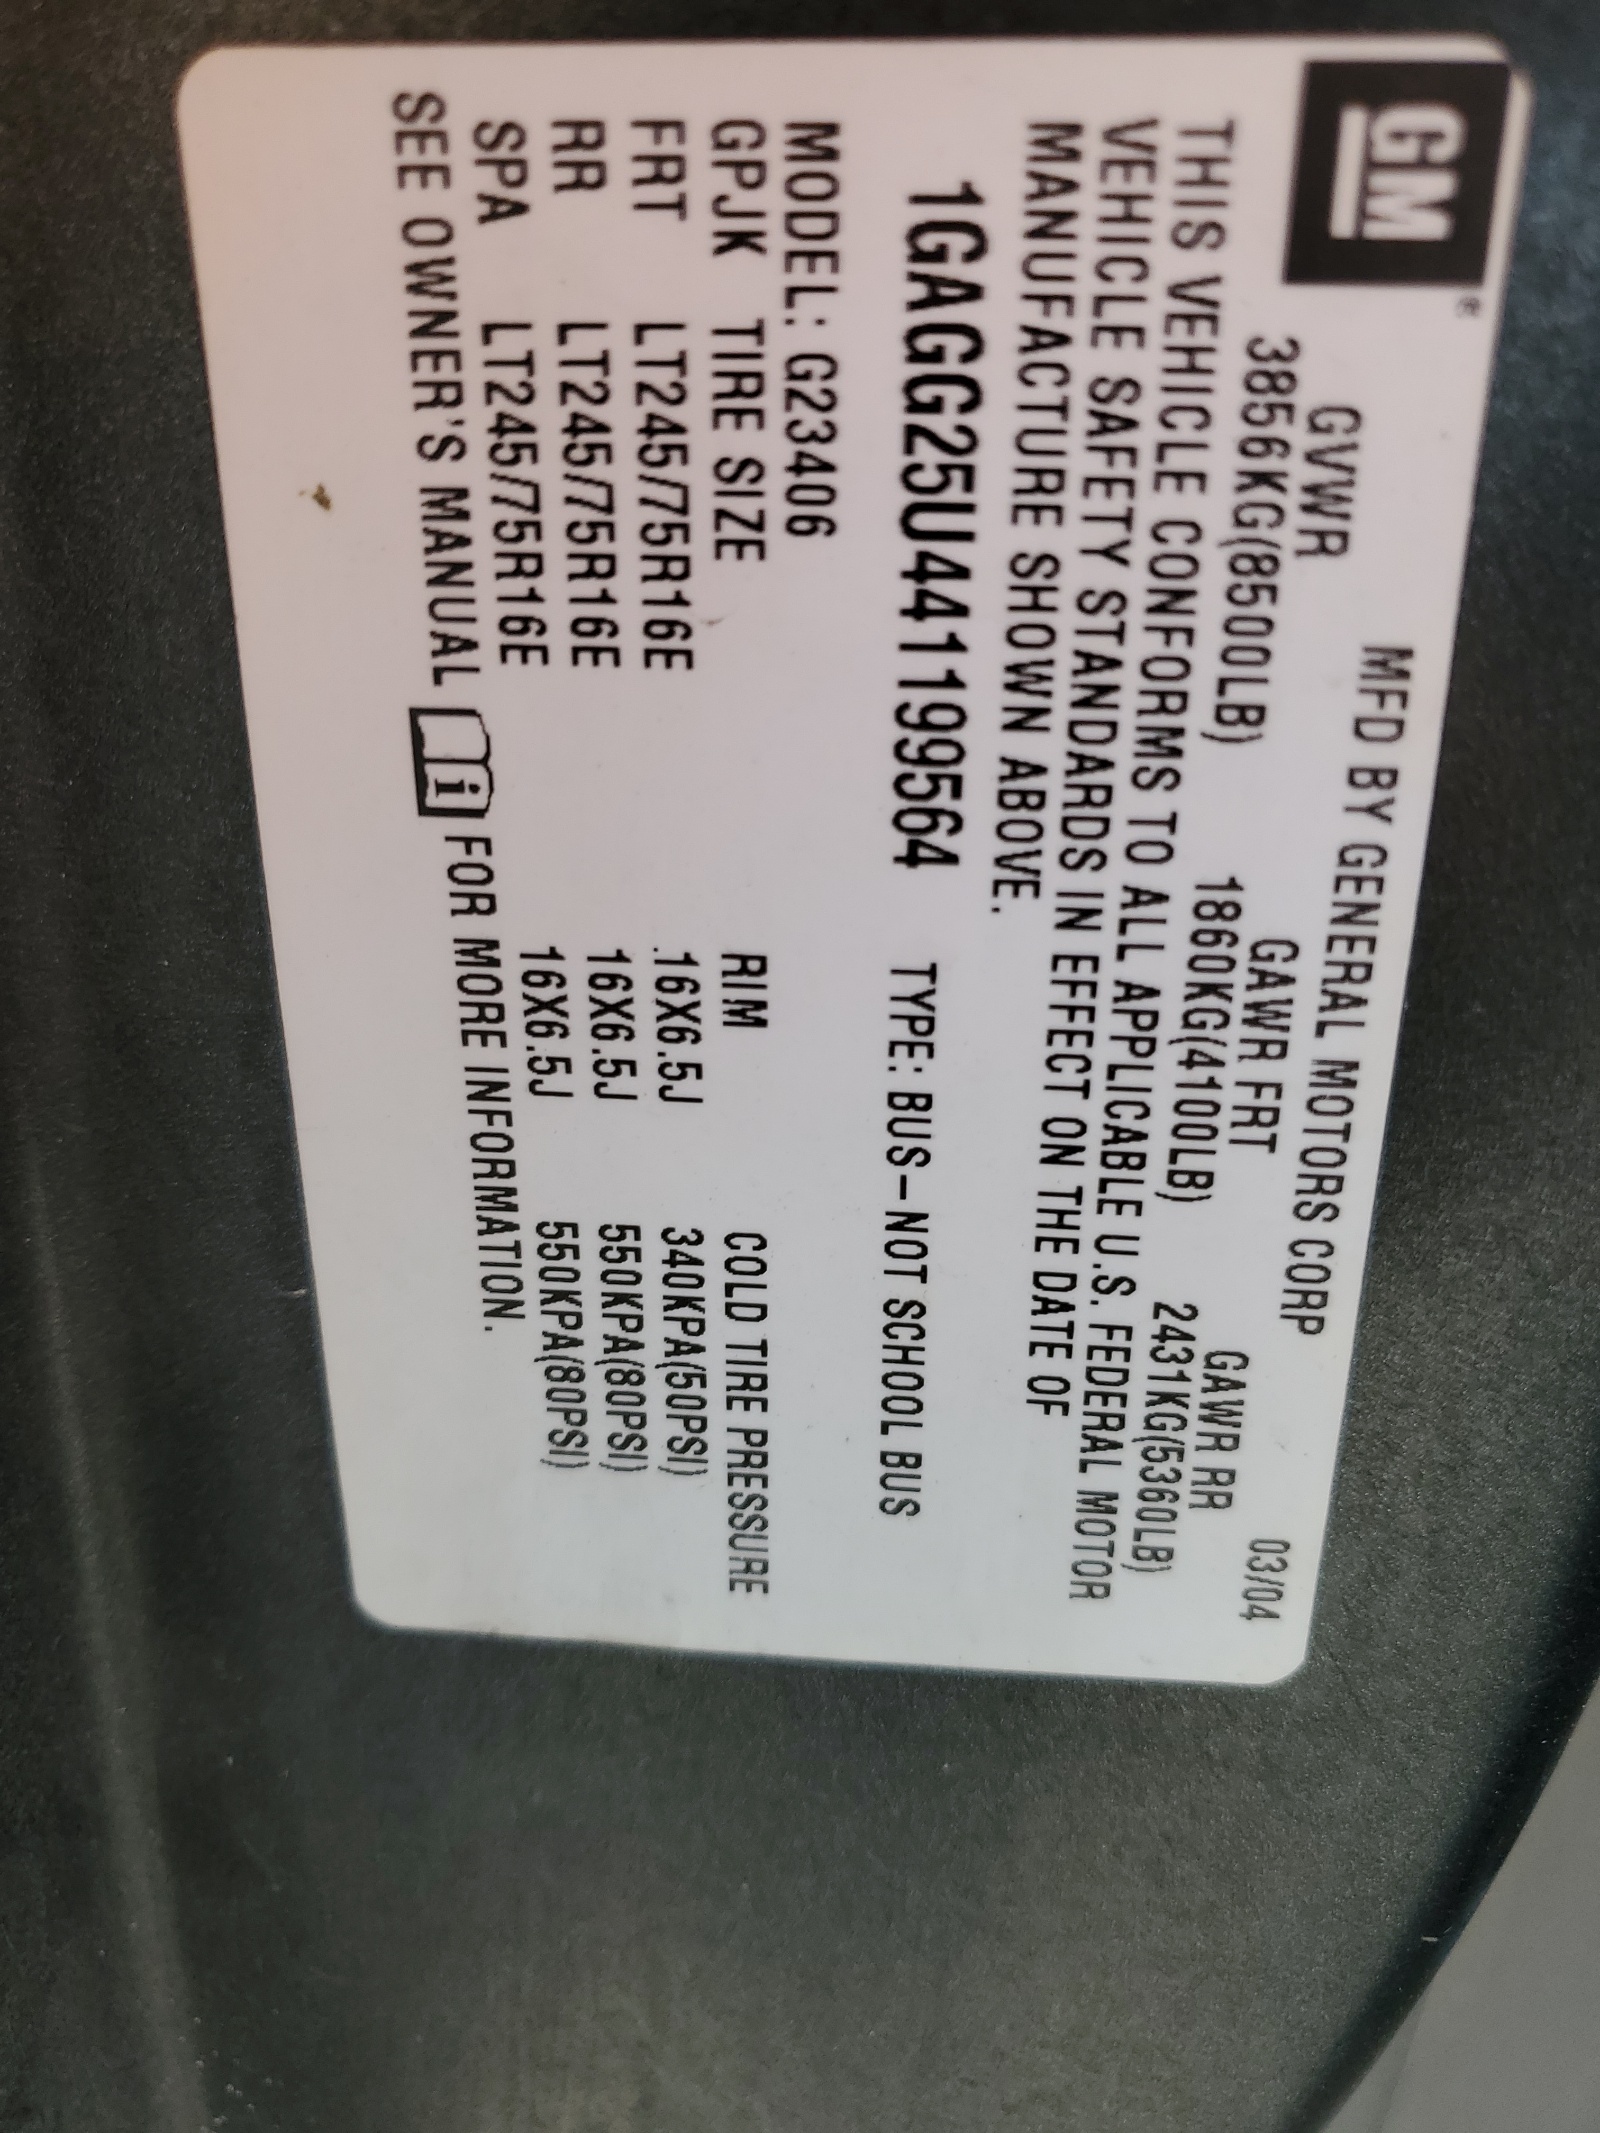 GM®
MFD BY GENERAL MOTORS CORP 03/04
GVWR GAWR FRT GAWR RR
3856KG(8500LB) 1860KG(4100LB) 2431KG(5360LB)
THIS VEHICLE CONFORMS TO ALL APPLICABLE U.S. FEDERAL MOTOR
VEHICLE SAFETY STANDARDS IN EFFECT ON THE DATE OF
MANUFACTURE SHOWN ABOVE.
1GAGG25U441199564 TYPE: BUS-NOT SCHOOL BUS
MODEL: G23406
GPJK TIRE SIZE RIM COLD TIRE PRESSURE
FRT LT245/75R16E 16X6.5J 340KPA(50PSI)
RR LT245/75R16E 16X6.5J 550KPA(80PSI)
SPA LT245/75R16E 16X6.5J 550KPA(80PSI)
SEE OWNER'S MANUAL i FOR MORE INFORMATION.